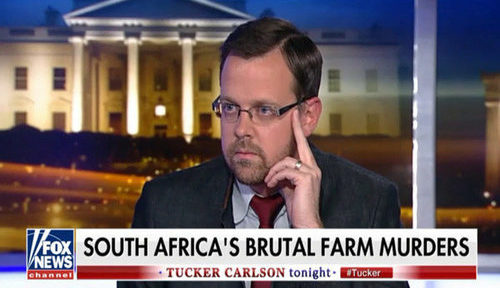 FOX
NEWS
channel
SOUTH AFRICA'S BRUTAL FARM MURDERS
TUCKER CARLSON tonight
#Tucker